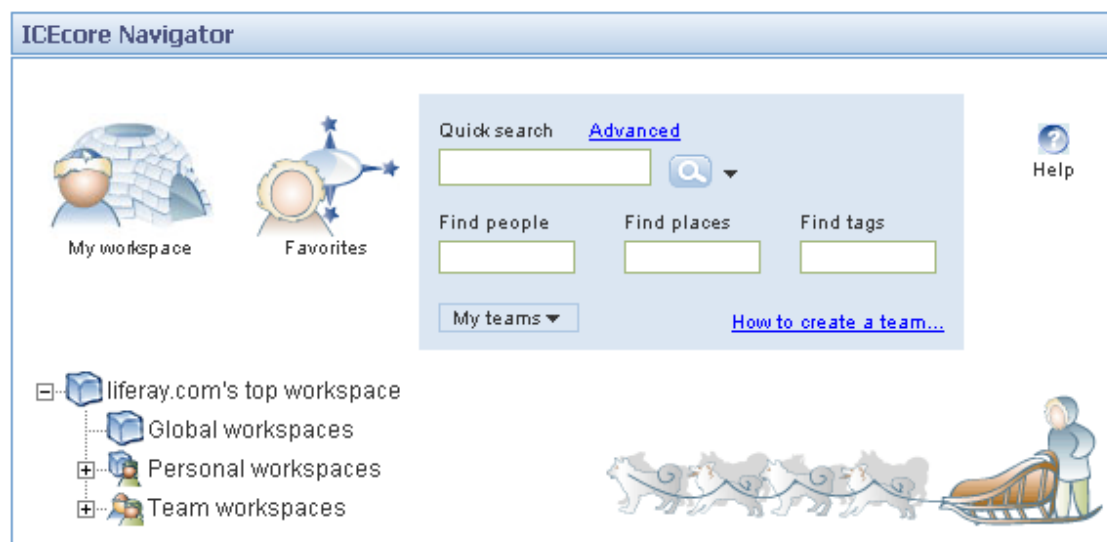 ICEcore Navigator
Quick search Advanced
Help
Find people Find places Find tags
My workspace Favorites
My teams How to create a team...
liferay.com's top workspace
Global workspaces
Personal workspaces
Team workspaces